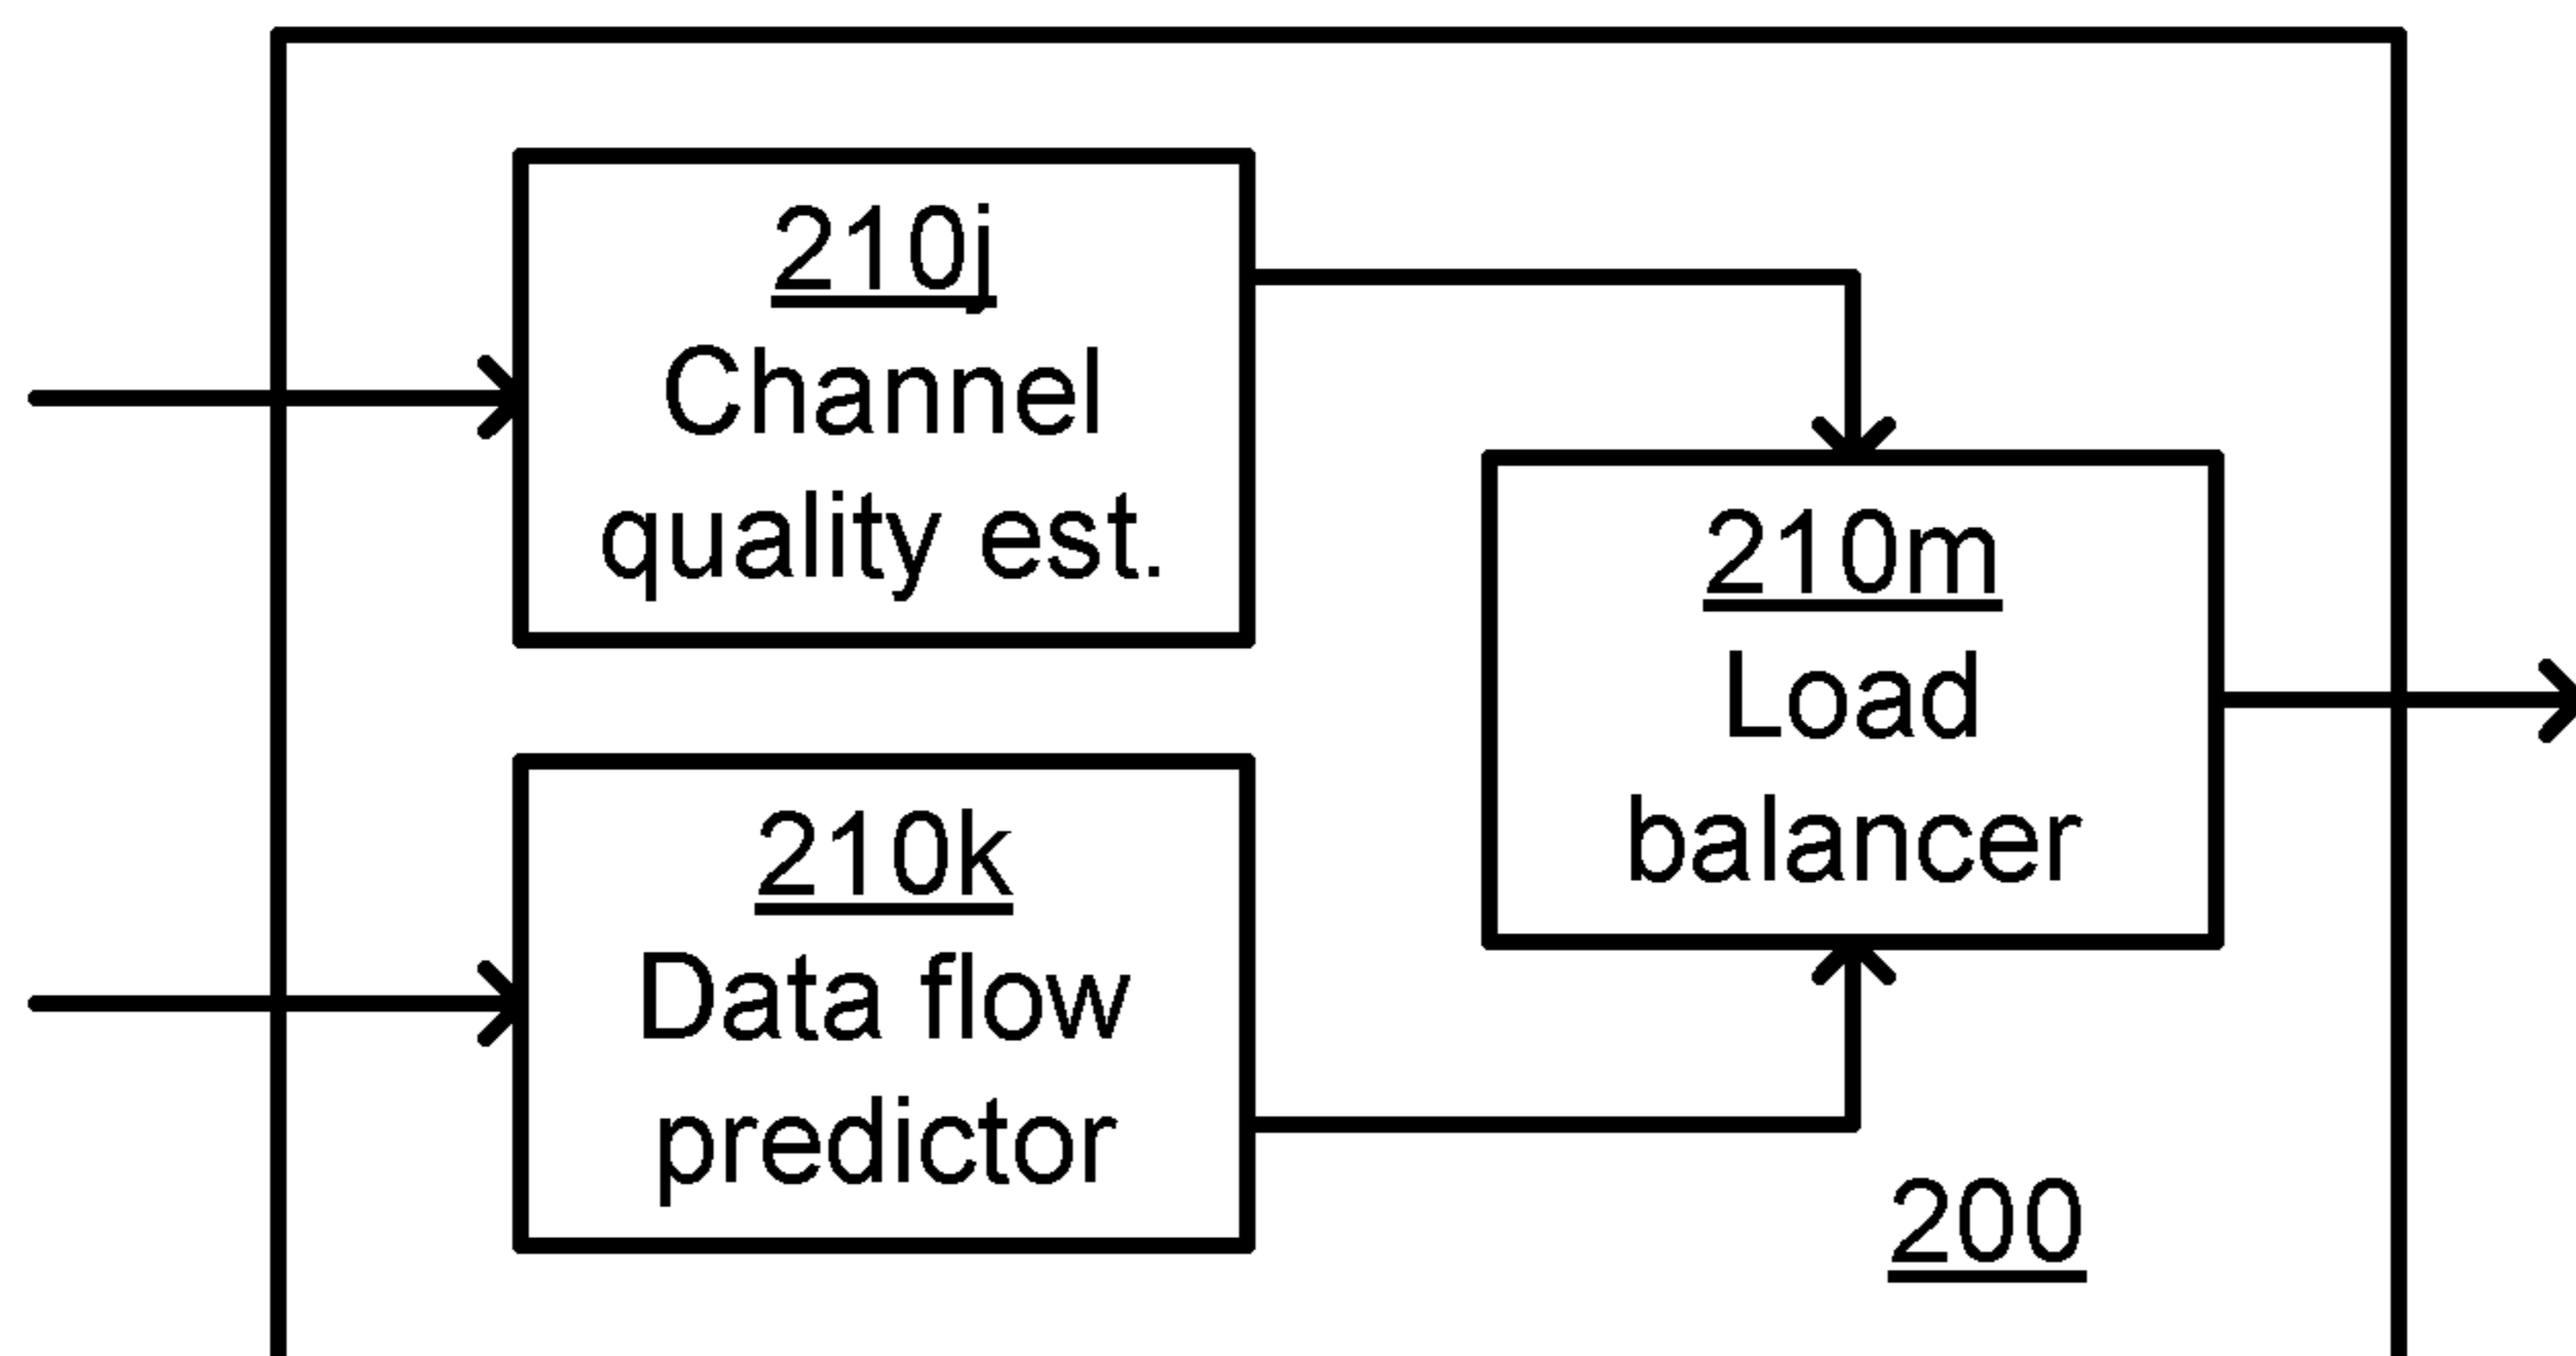 210j
Channel
quality est.
210m
Load
balancer
210k
Data flow
predictor
200